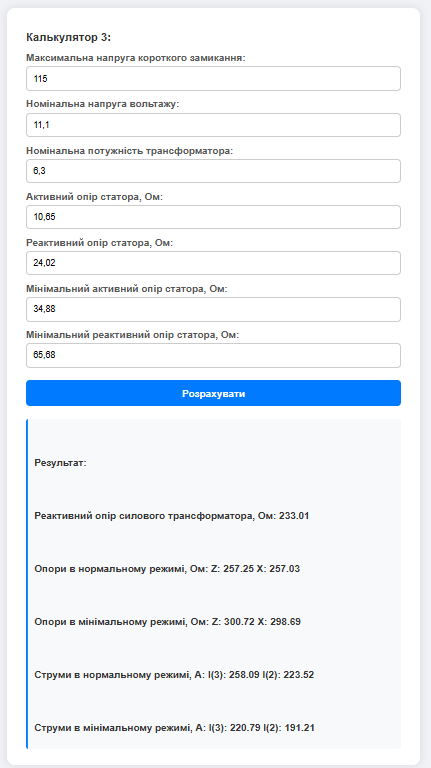 Калькулятор 3:
Максимальна напруга короткого замикання:
115
Номінальна напруга вольтажу:
11,1
Номінальна потужність трансформатора:
6,3
Активний опір статора, Ом:
10,65
Реактивний опір статора, Ом:
24,02
Мінімальний активний опір статора, Ом:
34,88
Мінімальний реактивний опір статора, Ом:
65,68
Розрахувати
Результат:
Реактивний опір силового трансформатора, Ом: 233.01
Опори в нормальному режимі, Ом: Z: 257.25 X: 257.03
Опори в мінімальному режимі, Ом: Z: 300.72 X: 298.69
Струми в нормальному режимі, А: I(3): 258.09 I(2): 223.52
Струми в мінімальному режимі, А: I(3): 220.79 I(2): 191.21